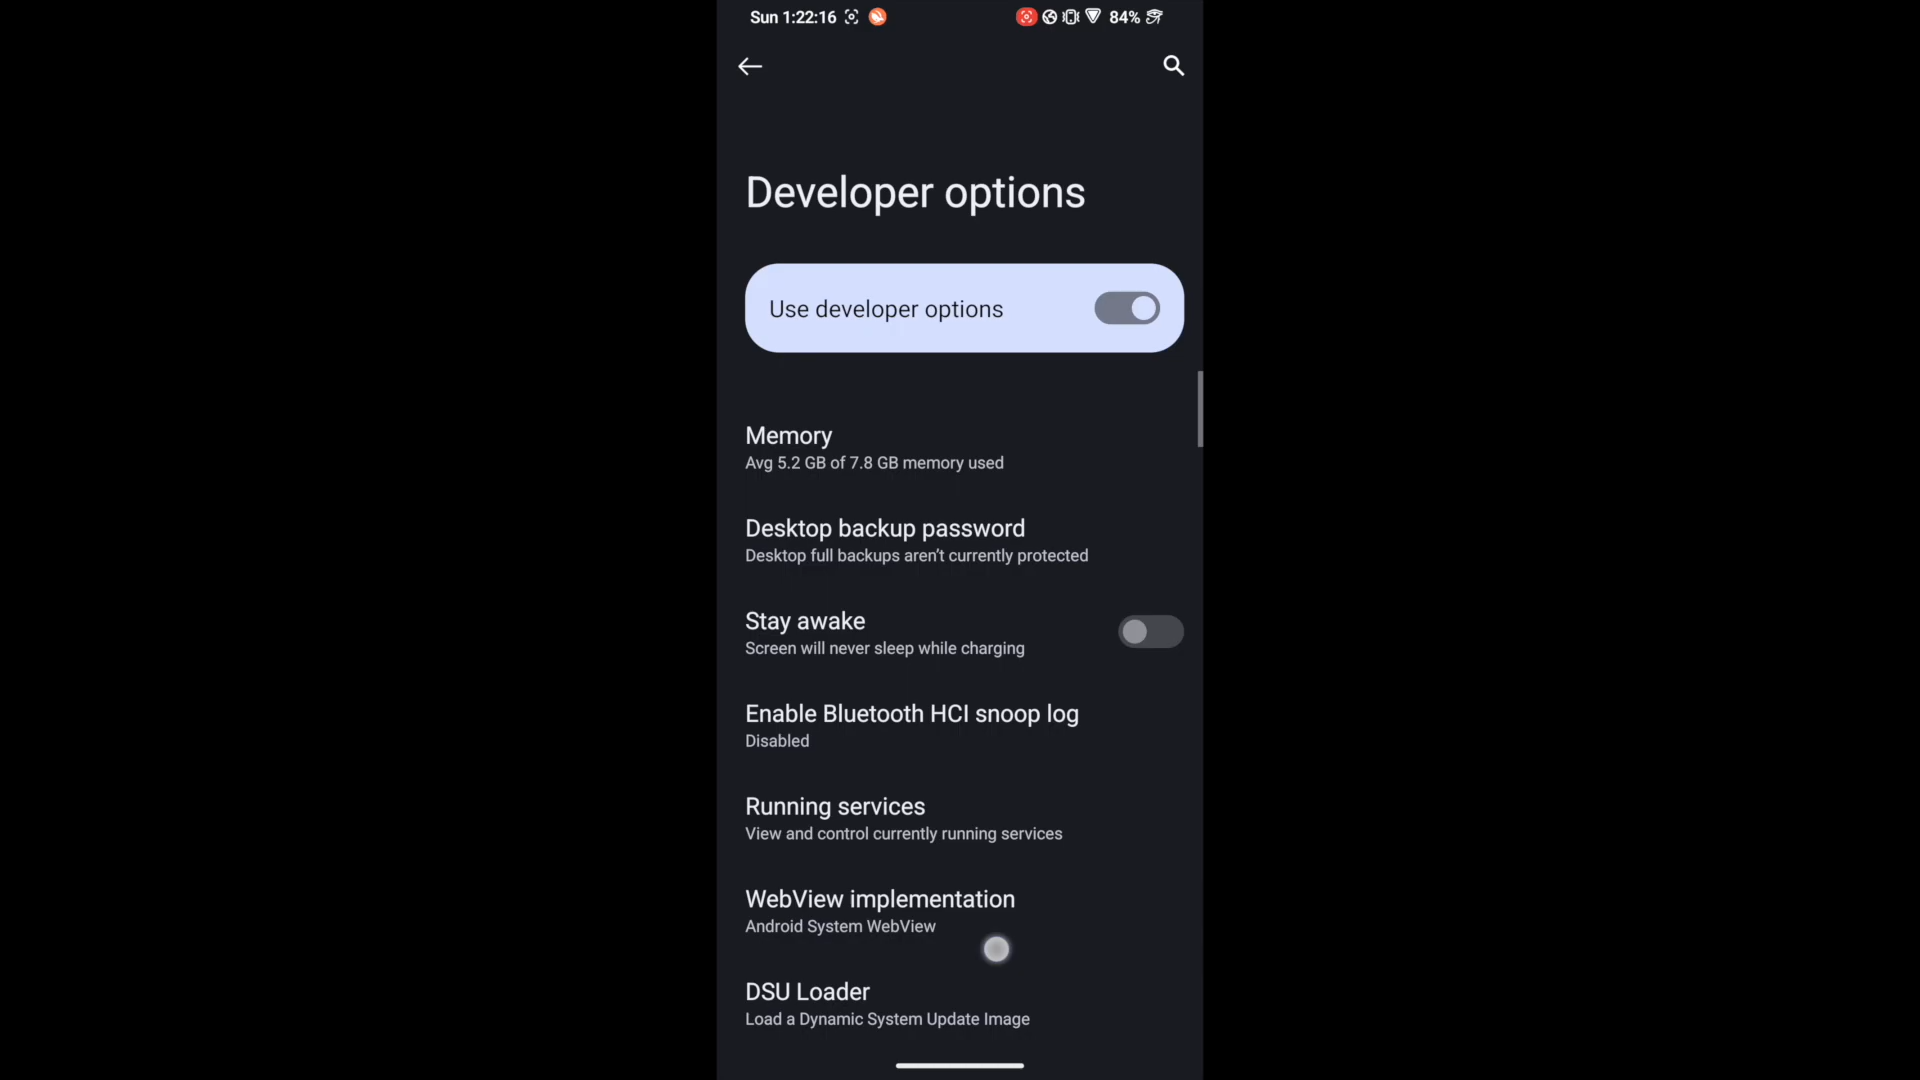 Sun 1:22:16
84%
Developer options
Use developer options
Memory
Avg 5.2 GB of 7.8 GB memory used
Desktop backup password
Desktop full backups aren't currently protected
Stay awake
Screen will never sleep while charging
Enable Bluetooth HCI snoop log
Disabled
Running services
View and control currently running services
WebView implementation
Android System WebView
DSU Loader
Load a Dynamic System Update Image